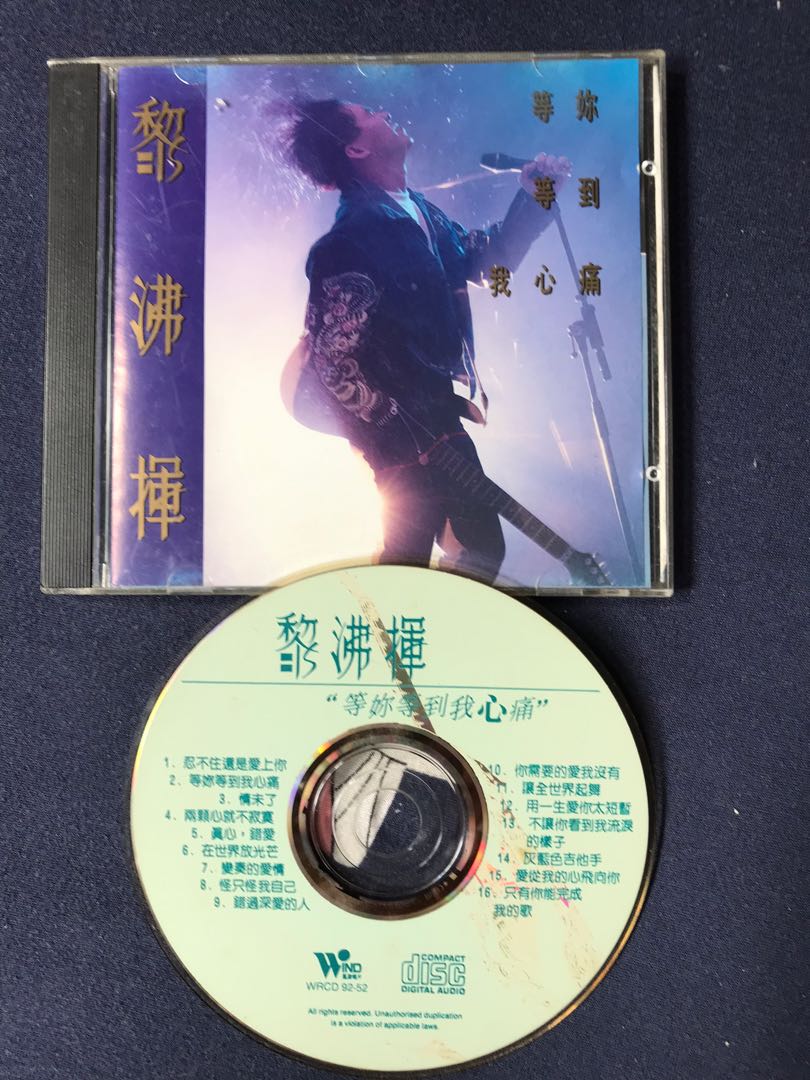 黎沸揮
等妳
等到
我心痛
黎沸揮
“等妳等到我心痛”
1. 忍不住還是愛上你
2. 等妳等到我心痛
3. 情未了
4. 兩顆心就不寂寞
5. 真心,錯愛
6. 在世界放光芒
7. 變奏的愛情
8. 怪只怪我自己
9. 錯過深愛的人
10. 你需要的愛我沒有
11. 讓全世界起舞
12. 用一生愛你太短暫
13. 不讓你看到我流淚
的樣子
14. 灰藍色吉他手
15. 愛從我的心飛向你
16. 只有你能完成
我的歌
WIND
WRCD 92-52
COMPACT
disc
DIGITAL AUDIO
All rights reserved. Unauthorised duplication
is a violation of applicable laws